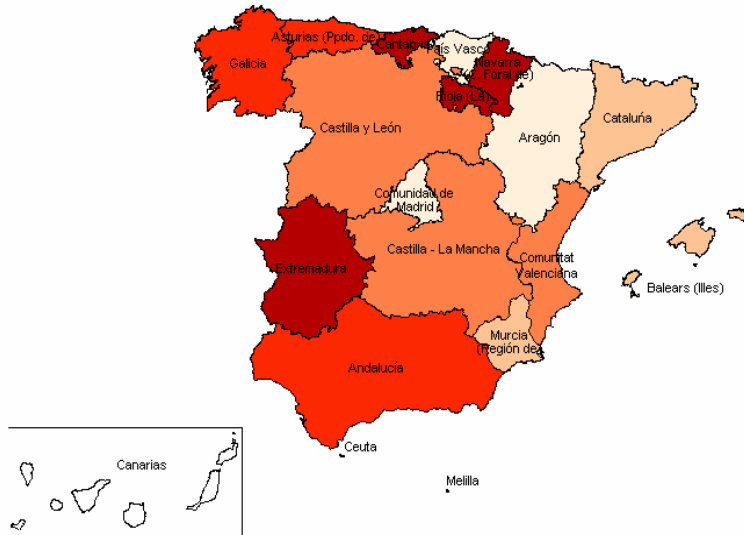 Asturias (Ppdo. de
Cantabria
País Vasco
Galicia
Navarra
(C. Foral de)
Rioja (La)
Cataluña
Castilla y León
Aragón
Comunidad de
Madrid
Castilla - La Mancha
Comunitat
Valenciana
Extremadura
Balears (Illes)
Murcia
(Región de
Andalucía
Ceuta
Canarias
Melilla